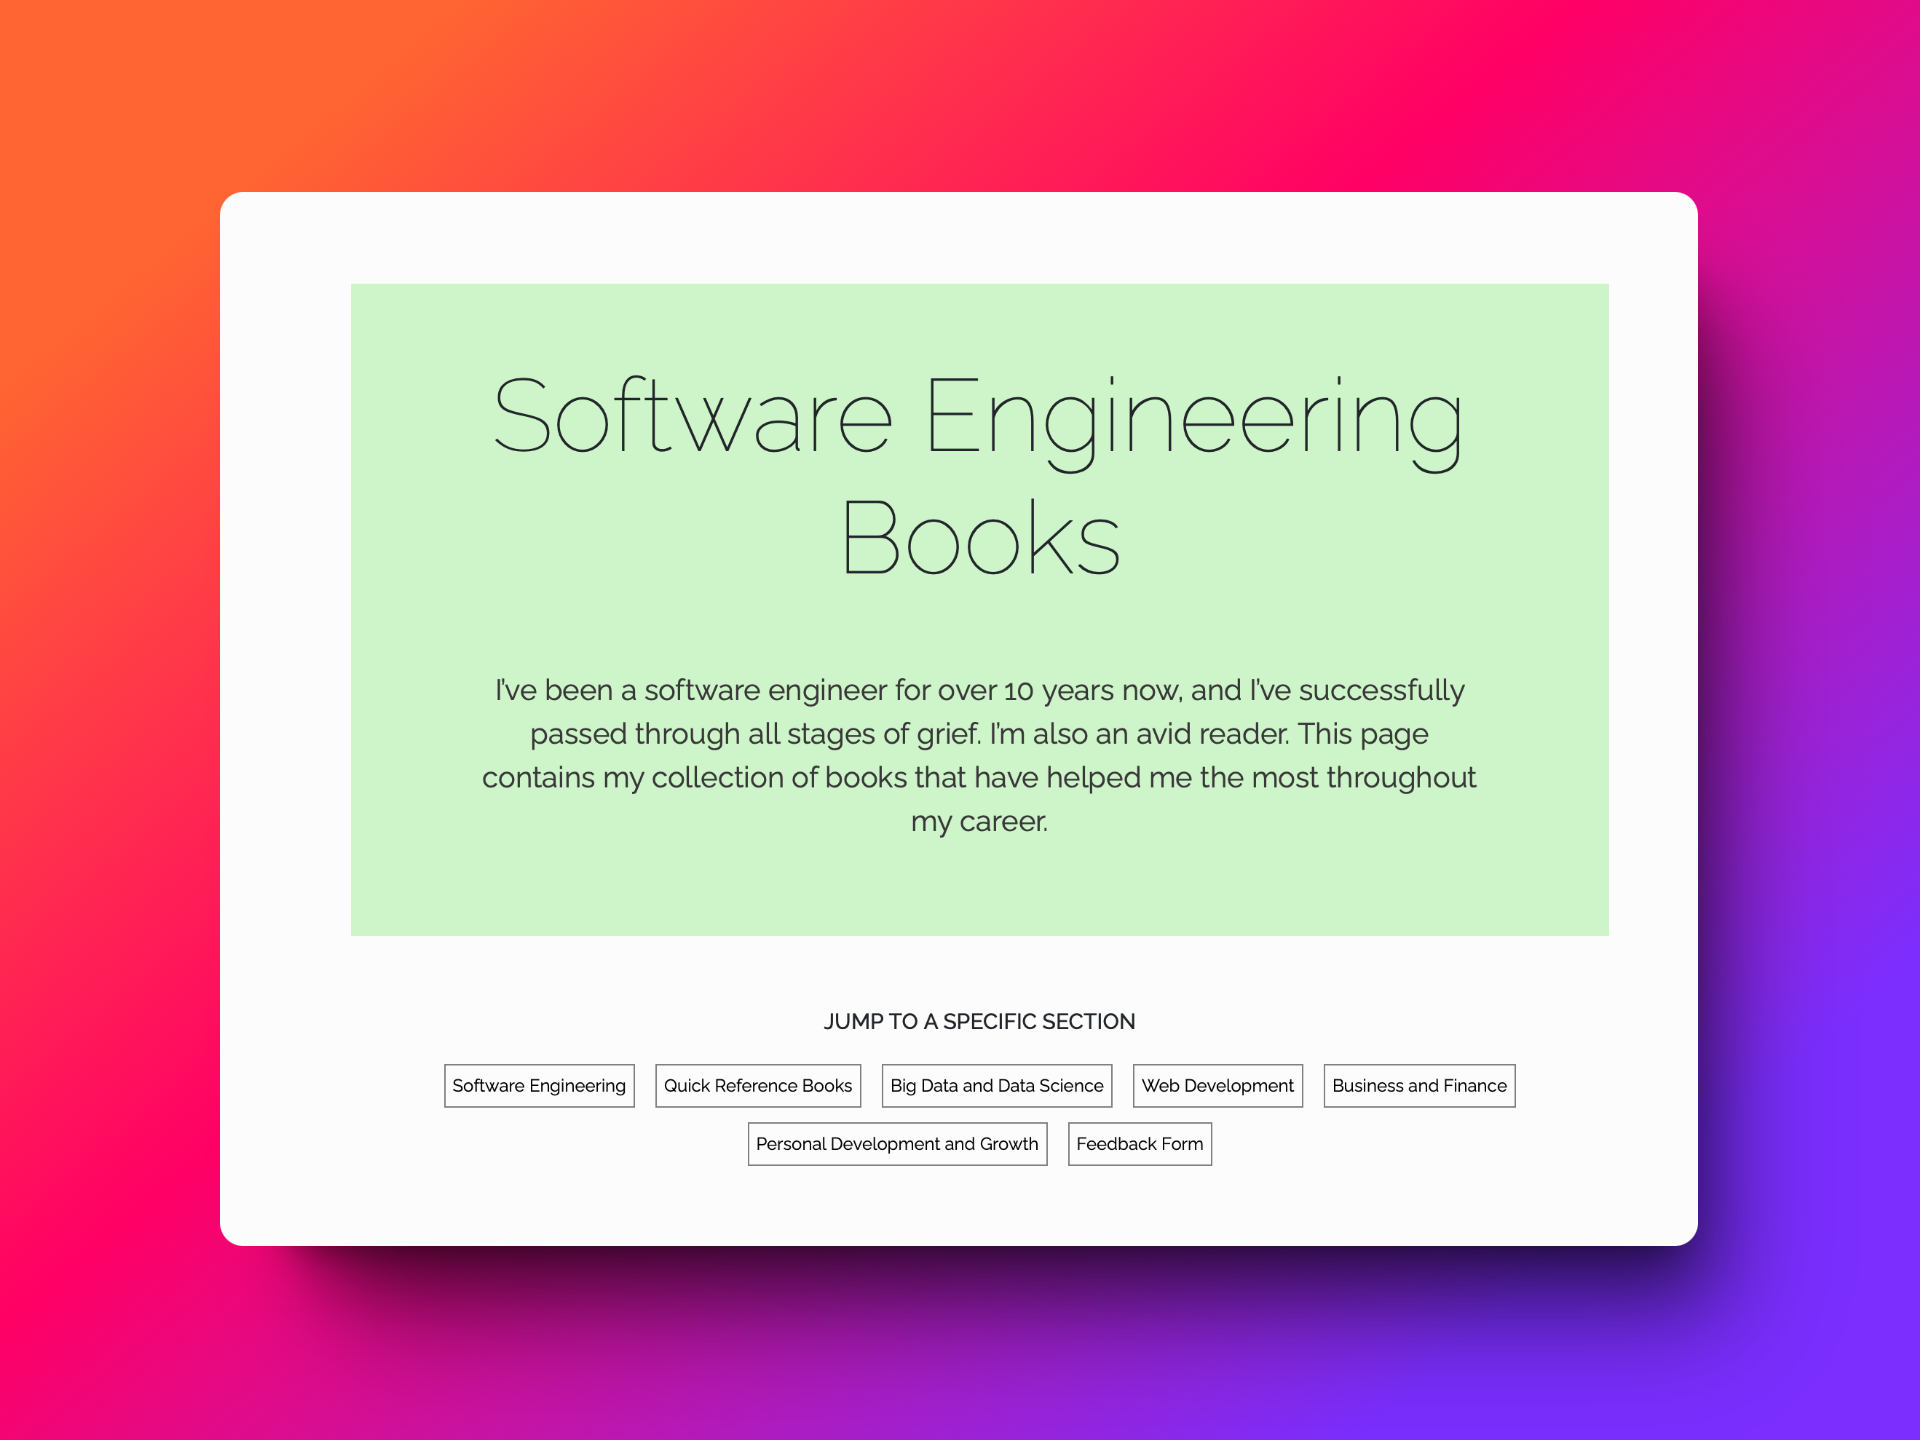 Software Engineering
Books
I've been a software engineer for over 10 years now, and I've successfully
passed through all stages of grief. I'm also an avid reader. This page
contains my collection of books that have helped me the most throughout
my career.
JUMP TO A SPECIFIC SECTION
Software Engineering
Quick Reference Books
Big Data and Data Science
Web Development
Business and Finance
Personal Development and Growth
Feedback Form